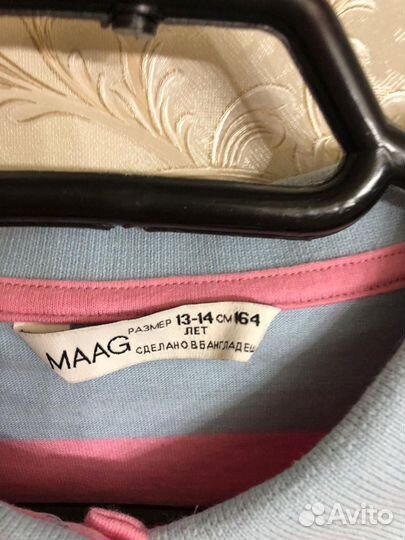 MAAG
РАЗМЕР 13-14 СМ 164
ЛЕТ
СДЕЛАНО В БАНГЛАДЕШ
Avito